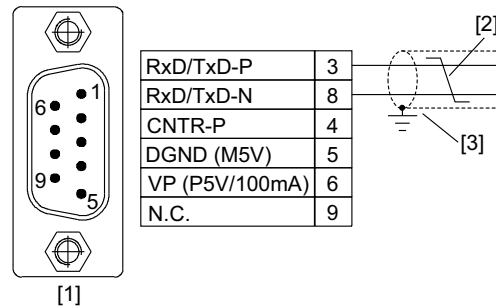 [2]
1
6
9
5
RxD/TxD-P 3
RxD/TxD-N 8
CNTR-P 4
DGND (M5V) 5
VP (P5V/100mA) 6
N.C. 9
[3]
[1]